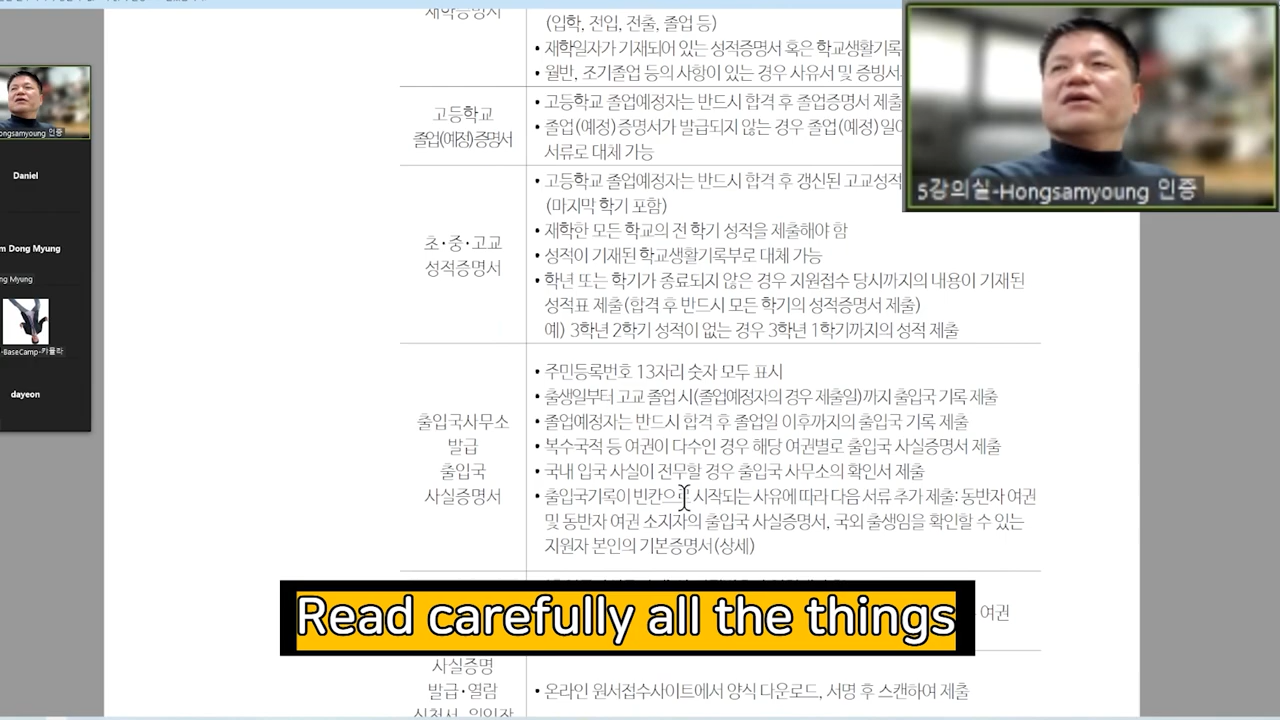 재학증명서
(입학, 전입, 전출, 졸업 등)
• 재학일자가 기재되어 있는 성적증명서 혹은 학교생활기록
• 월반, 조기졸업 등의 사항이 있는 경우 사유서 및 증빙서
고등학교
졸업(예정)증명서
• 고등학교 졸업예정자는 반드시 합격 후 졸업증명서 제출
• 졸업(예정)증명서가 발급되지 않는 경우 졸업(예정)일이
서류로 대체 가능
초·중·고교
성적증명서
• 고등학교 졸업예정자는 반드시 합격 후 갱신된 고교성적
(마지막 학기 포함)
• 재학한 모든 학교의 전 학기 성적을 제출해야 함
• 성적이 기재된 학교생활기록부로 대체 가능
• 학년 또는 학기가 종료되지 않은 경우 지원접수 당시까지의 내용이 기재된
성적표 제출(합격 후 반드시 모든 학기의 성적증명서 제출)
예) 3학년 2학기 성적이 없는 경우 3학년 1학기까지의 성적 제출
출입국사무소
발급
출입국
사실증명서
• 주민등록번호 13자리 숫자 모두 표시
• 출생일부터 고교 졸업 시(졸업예정자의 경우 제출일)까지 출입국 기록 제출
• 졸업예정자는 반드시 합격 후 졸업일 이후까지의 출입국 기록 제출
• 복수국적 등 여권이 다수인 경우 해당 여권별로 출입국 사실증명서 제출
• 국내 입국 사실이 전무할 경우 출입국 사무소의 확인서 제출
• 출입국기록이 빈칸으로 시작되는 사유에 따라 다음 서류 추가 제출: 동반자 여권
및 동반자 여권 소지자의 출입국 사실증명서, 국외 출생임을 확인할 수 있는
지원자 본인의 기본증명서(상세)
여권
사실증명
발급·열람
신청서, 위임장
• 온라인 원서접수사이트에서 양식 다운로드, 서명 후 스캔하여 제출
Read carefully all the things
5강의실-Hongsamyoung 인증
ongsamyoung 인증
Daniel
m Dong Myung
ng Myung
-BaseCamp-카플라
dayeon